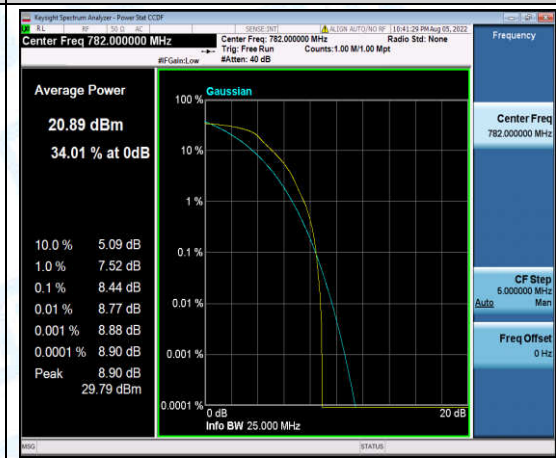 Keysight Spectrum Analyzer - Power Stat CCDF
RL RF 50 Ω AC SENSE:INT ALIGN AUTO/NO RF 10:41:29 PM Aug 05, 2022
Center Freq 782.000000 MHz
Center Freq: 782.000000 MHz Radio Std: None
Trig: Free Run Counts:1.00 M/1.00 Mpt
#IFGain:Low #Atten: 40 dB
Frequency
Average Power
20.89 dBm
34.01 % at 0dB
10.0 % 5.09 dB
1.0 % 7.52 dB
0.1 % 8.44 dB
0.01 % 8.77 dB
0.001 % 8.88 dB
0.0001 % 8.90 dB
Peak 8.90 dB
29.79 dBm
Gaussian
100 %
10 %
1 %
0.1 %
0.01 %
0.001 %
0.0001 %
0 dB 20 dB
Info BW 25.000 MHz
Center Freq
782.000000 MHz
CF Step
5.000000 MHz
Auto Man
Freq Offset
0 Hz
MSG STATUS